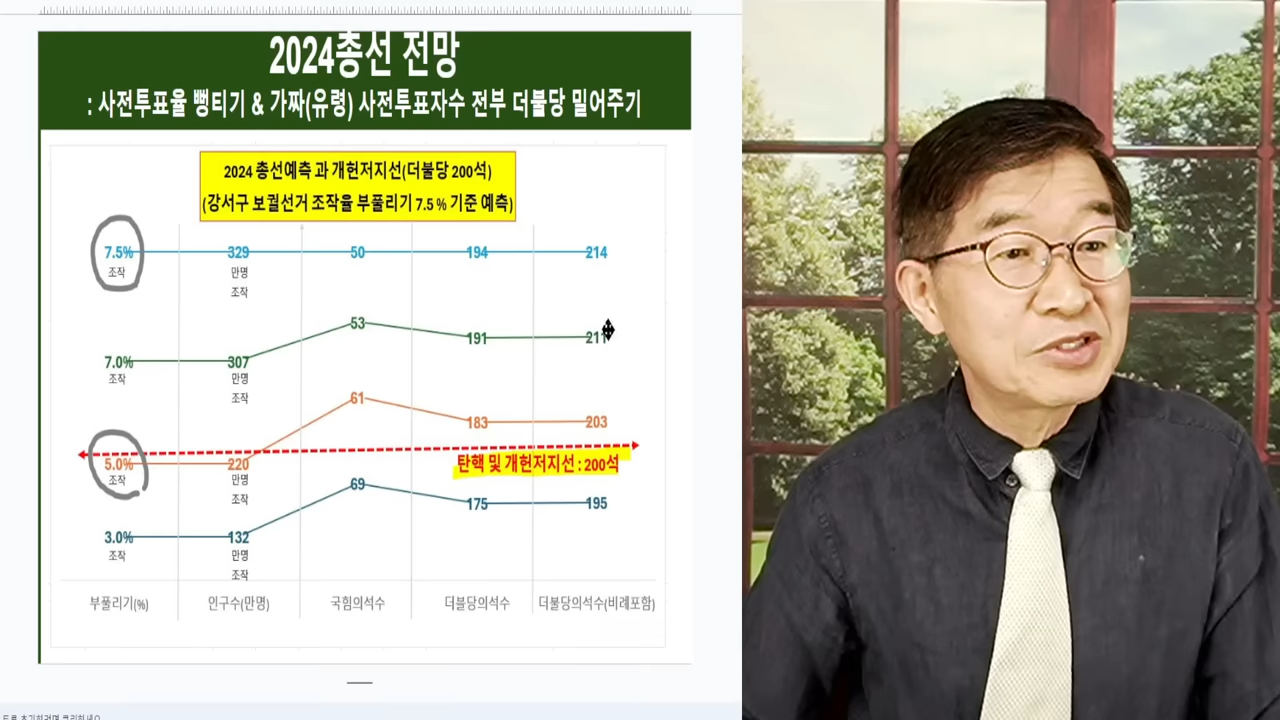 2024총선 전망
: 사전투표율 뻥티기 & 가짜(유령) 사전투표자수 전부 더불당 밀어주기
2024 총선예측 과 개헌저지선(더불당 200석)
(강서구 보궐선거 조작율 부풀리기 7.5 % 기준 예측)
7.5% 329 50 194 214
조작 만명
조작
7.0% 307 53 191 211
조작 만명
조작
61 183 203
5.0% 220 탄핵 및 개헌저지선 : 200석
조작 만명
조작
3.0% 132 69 175 195
조작 만명
조작
부풀리기(%) 인구수(만명) 국힘의석수 더블당의석수 더불당의석수(비례포함)